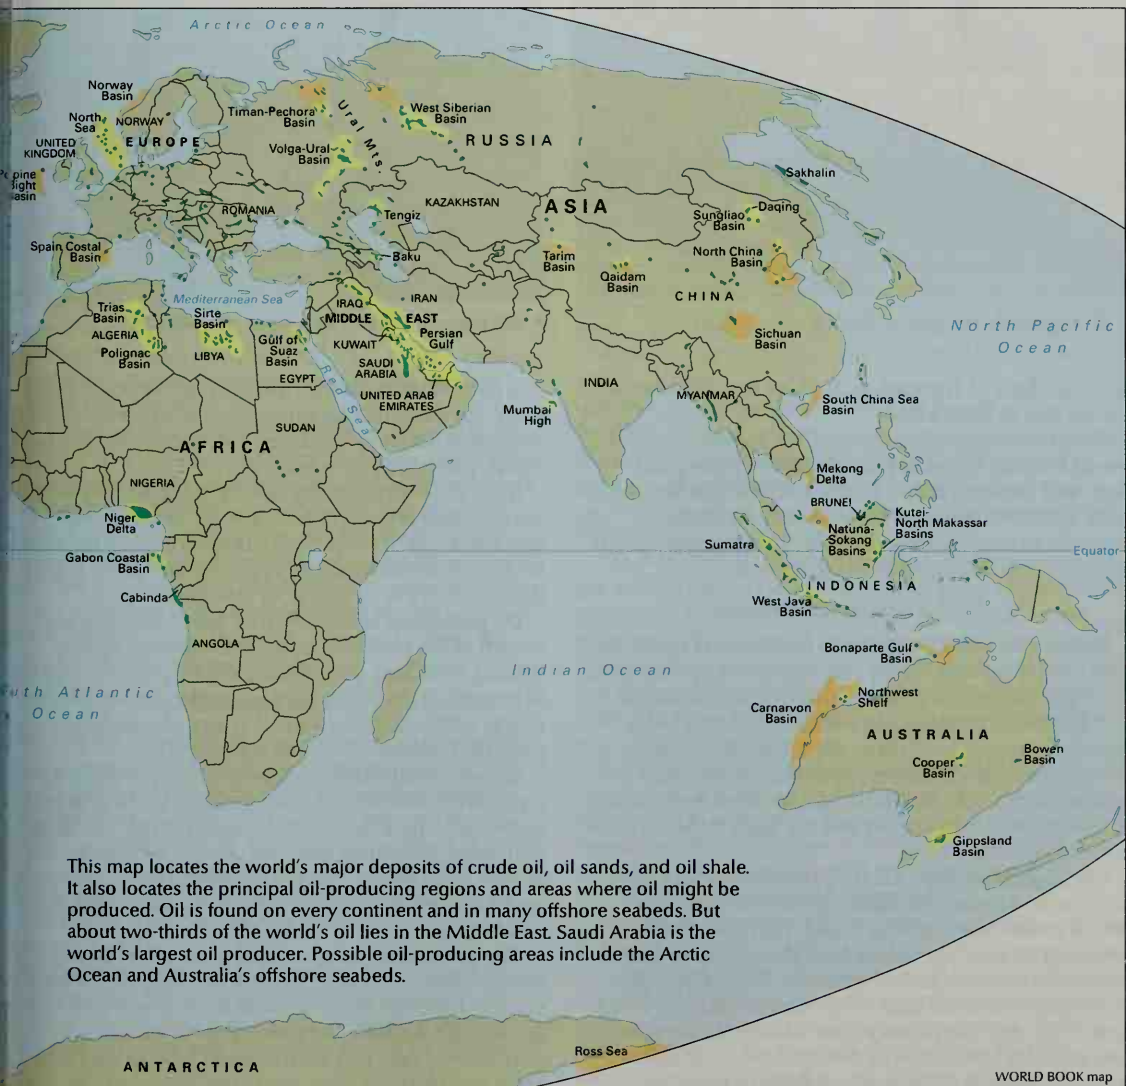 Arctic Ocean
Norway
Basin
North
Sea
NORWAY
UNITED
KINGDOM
EUROPE
Timan-Pechora
Basin
Ural Mts.
West Siberian
Basin
RUSSIA
Volga-Ural
Basin
Sakhalin
ROMANIA
Tengiz
KAZAKHSTAN
ASIA
Sungliao
Basin
Daqing
Spain Costal
Basin
Baku
Tarim
Basin
Qaidam
Basin
North China
Basin
CHINA
Mediterranean Sea
Trias
Basin
ALGERIA
Polignac
Basin
Sirte
Basin
LIBYA
Gulf of
Suaz
Basin
EGYPT
IRAQ
IRAN
MIDDLE EAST
KUWAIT
Persian
Gulf
SAUDI
ARABIA
UNITED ARAB
EMIRATES
Red Sea
Sichuan
Basin
North Pacific
Ocean
INDIA
Mumbai
High
MYANMAR
South China Sea
Basin
AFRICA
SUDAN
NIGERIA
Niger
Delta
Gabon Coastal
Basin
Cabinda
ANGOLA
Mekong
Delta
BRUNEI
Natuna-
Sokang
Basins
Kutei-
North Makassar
Basins
Sumatra
Equator
INDONESIA
West Java
Basin
Indian Ocean
Atlantic
Ocean
Bonaparte Gulf
Basin
Carnarvon
Basin
Northwest
Shelf
AUSTRALIA
Cooper
Basin
Bowen
Basin
Gippsland
Basin
This map locates the world's major deposits of crude oil, oil sands, and oil shale.
It also locates the principal oil-producing regions and areas where oil might be
produced. Oil is found on every continent and in many offshore seabeds. But
about two-thirds of the world's oil lies in the Middle East. Saudi Arabia is the
world's largest oil producer. Possible oil-producing areas include the Arctic
Ocean and Australia's offshore seabeds.
ANTARCTICA
Ross Sea
WORLD BOOK map